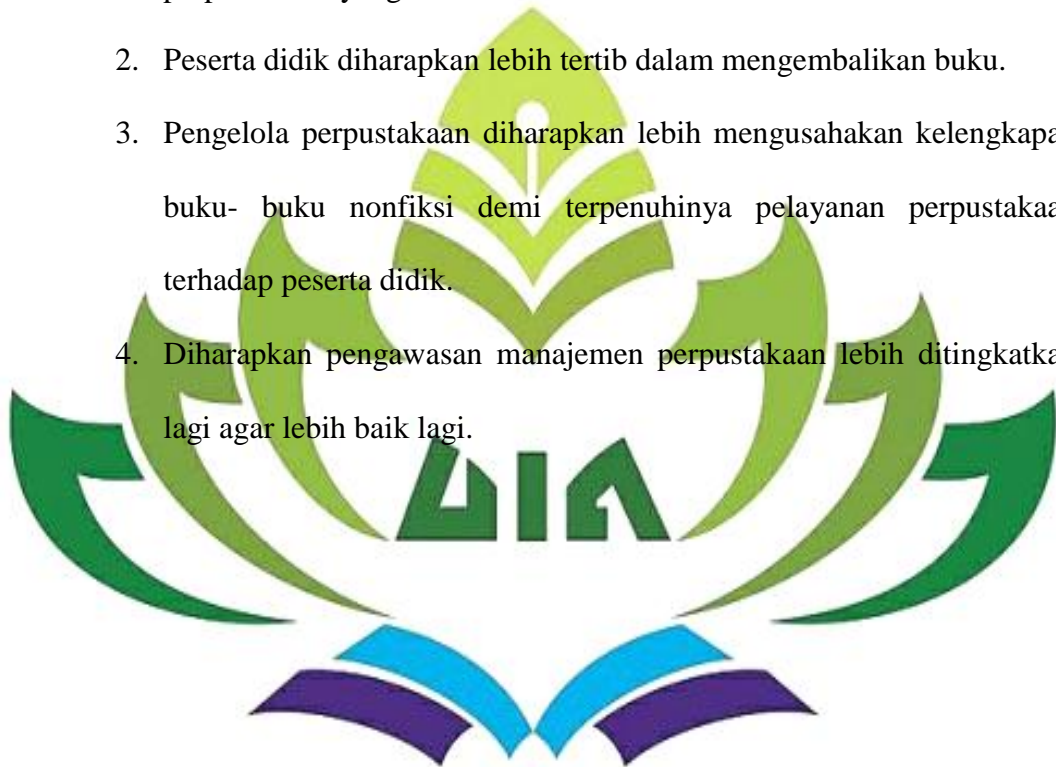 2. Peserta didik diharapkan lebih tertib dalam mengembalikan buku.
3. Pengelola perpustakaan diharapkan lebih mengusahakan kelengkapa
buku- buku nonfiksi demi terpenuhinya pelayanan perpustakaa
terhadap peserta didik.
4. Diharapkan pengawasan manajemen perpustakaan lebih ditingkatka
lagi agar lebih baik lagi.
UIN